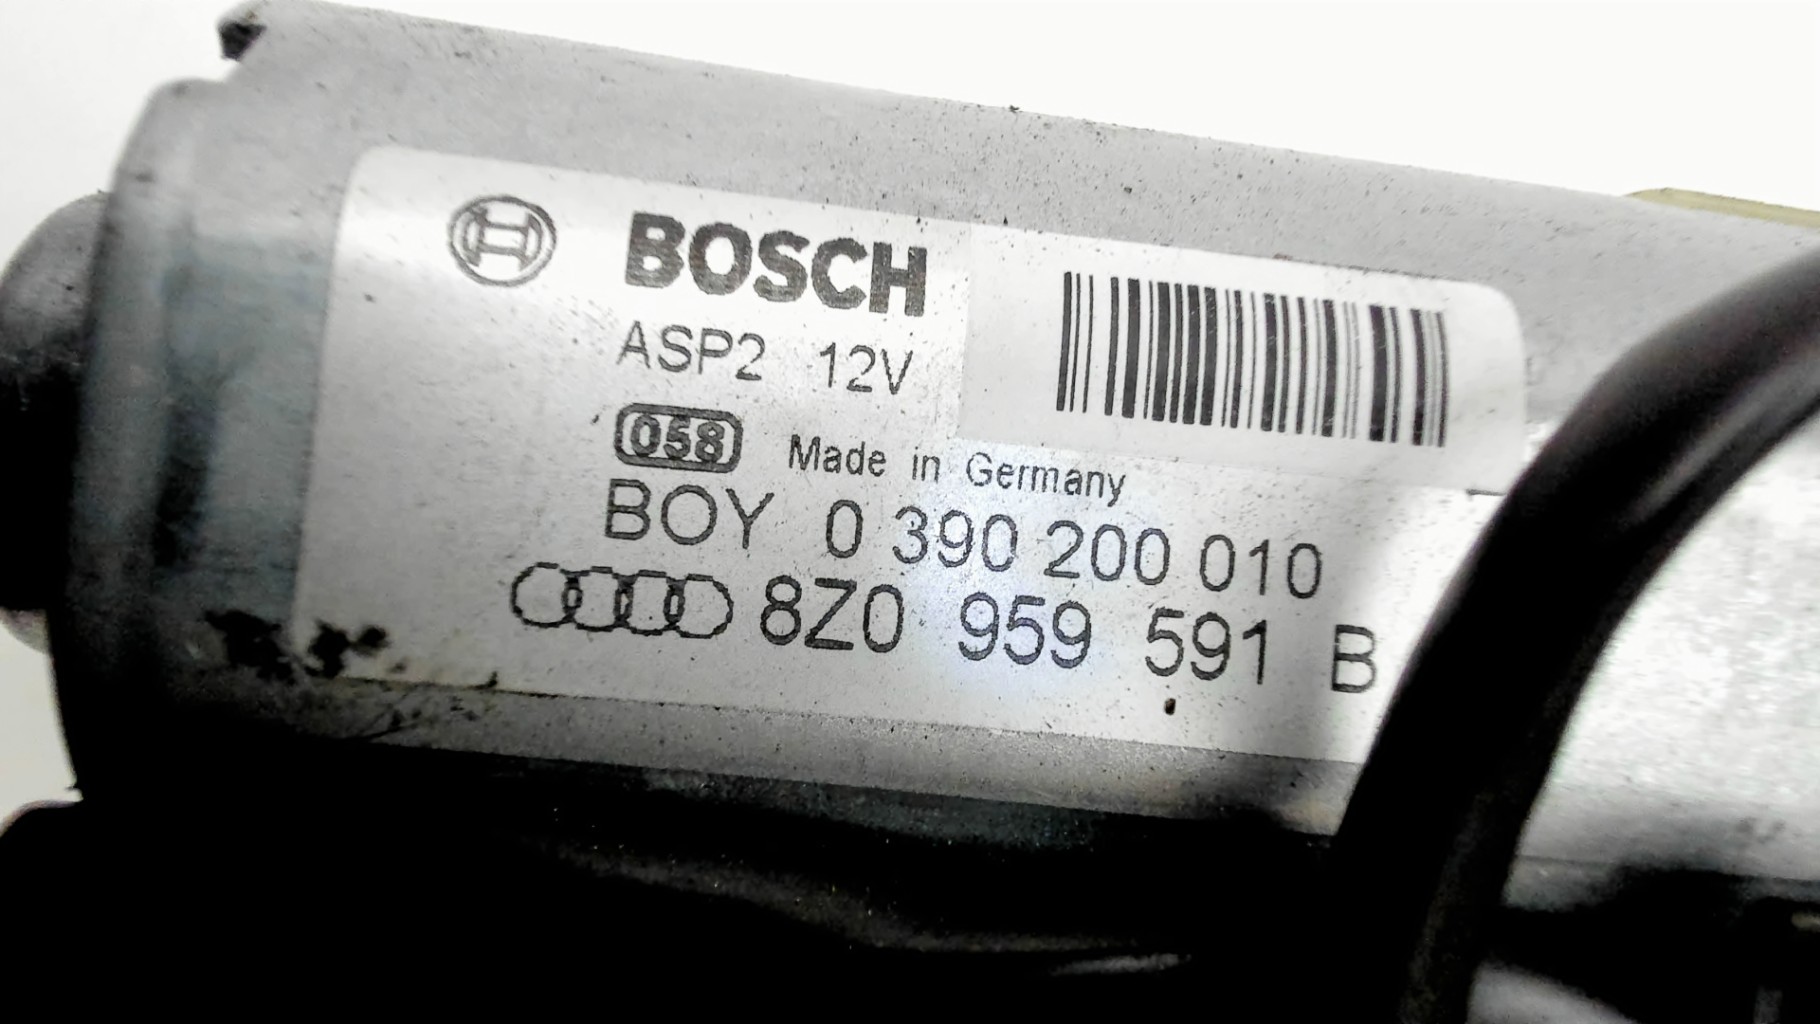 BOSCH
ASP2 12V
058 Made in Germany
BOY 0 390 200 010
8Z0 959 591 B